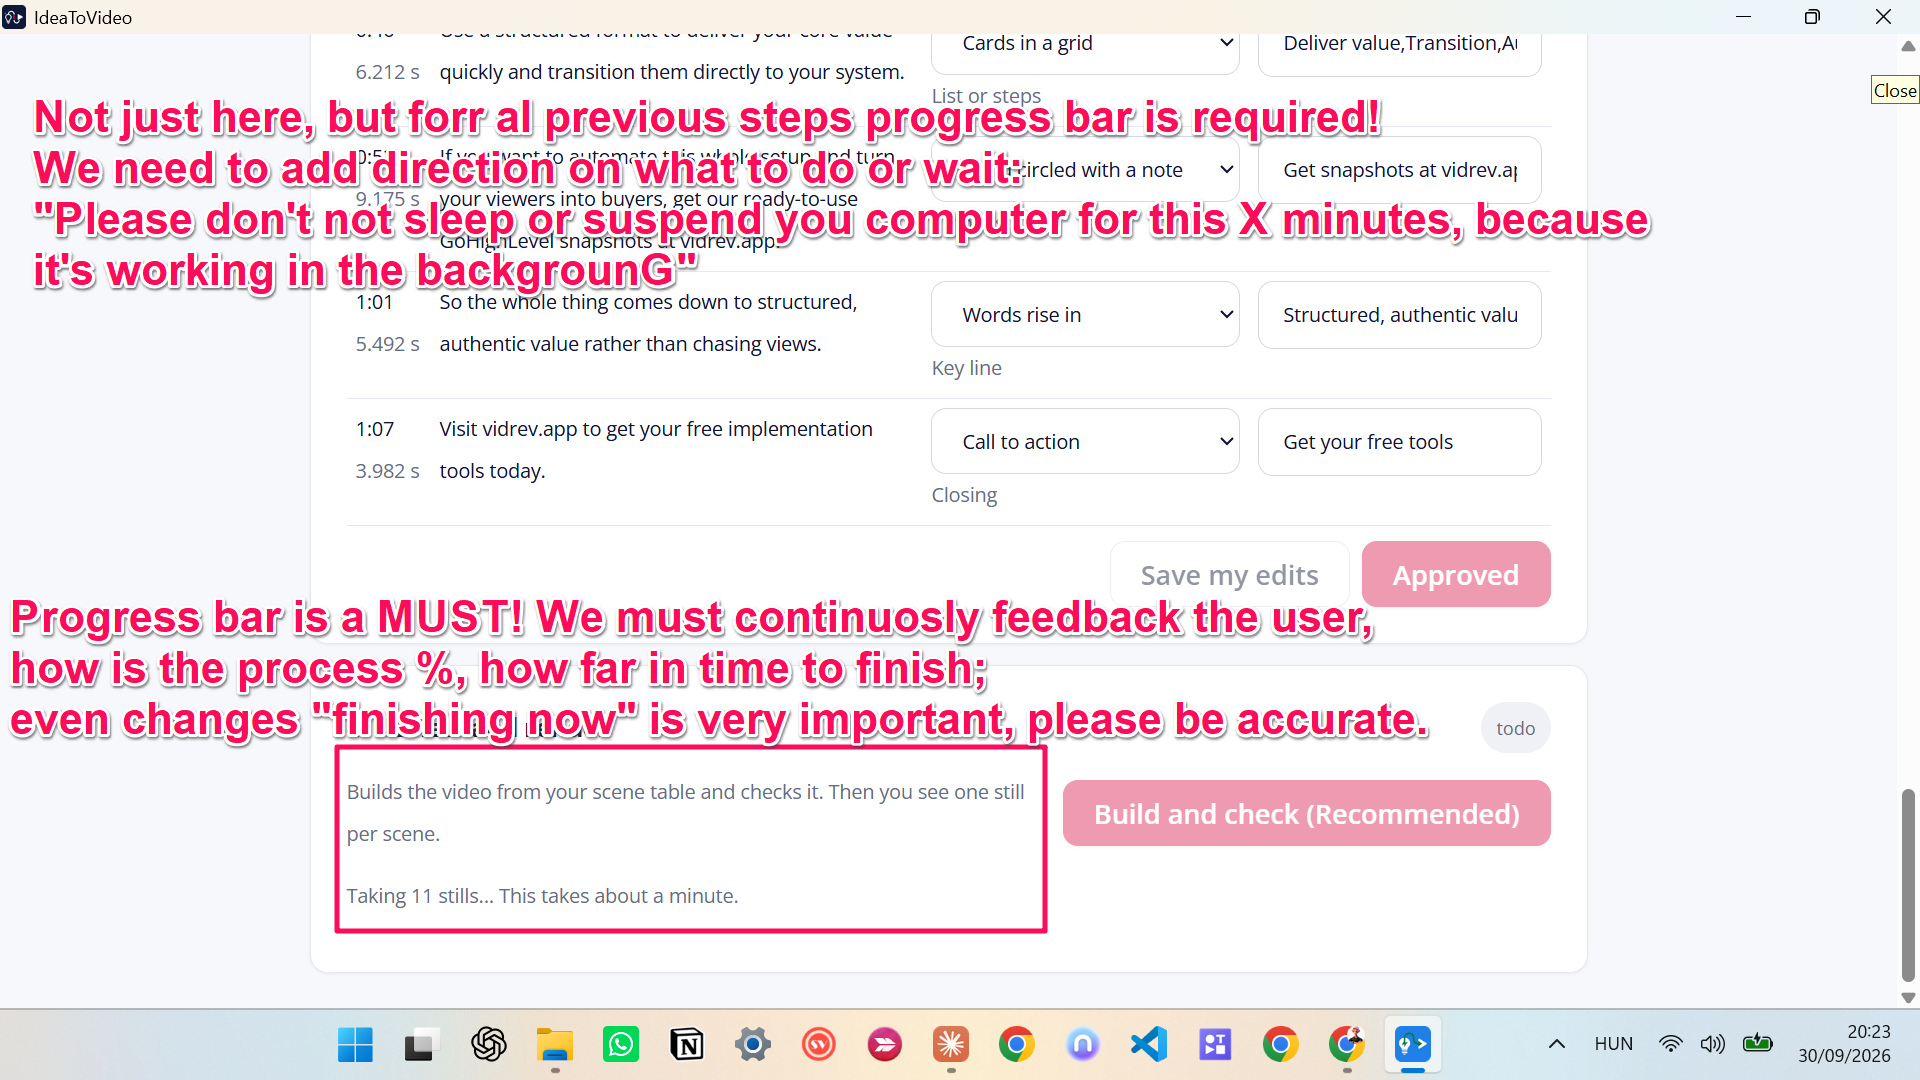 IdeaToVideo
Cards in a grid
Deliver value,Transition,Au
6.212 s
quickly and transition them directly to your system.
Close
List or steps
Not just here, but forr al previous steps progress bar is required!
We need to add direction on what to do or wait:
circled with a note
Get snapshots at vidrev.ap
9.175 s
your viewers into buyers, get our ready-to-use
"Please don't not sleep or suspend you computer for this X minutes, because
GoHighLevel snapshots at vidrev.app.
it's working in the backgrounG"
1:01
So the whole thing comes down to structured,
5.492 s
authentic value rather than chasing views.
Words rise in
Structured, authentic valu
Key line
1:07
Visit vidrev.app to get your free implementation
3.982 s
tools today.
Call to action
Get your free tools
Closing
Save my edits
Approved
Progress bar is a MUST! We must continuosly feedback the user,
how is the process %, how far in time to finish;
even changes "finishing now" is very important, please be accurate.
todo
Builds the video from your scene table and checks it. Then you see one still
per scene.
Build and check (Recommended)
Taking 11 stills... This takes about a minute.
HUN
20:23
30/09/2026